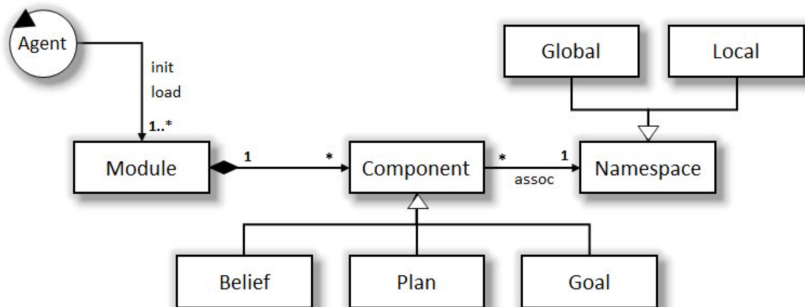 Agent
Global
Local
init
load
1..*
Module
1
*
Component
*
1
assoc
Namespace
Belief
Plan
Goal